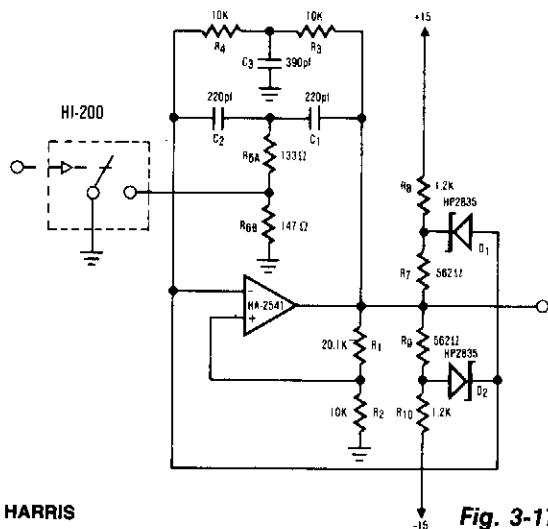 10K
10K
+15
R4
R3
C3
390pf
HI-200
220pf
220pf
C2
C1
R6A
133Ω
R8
1.2K
HP2835
D1
R6B
147 Ω
R7
562Ω
-
HA-2541
+
20.1K
R1
R9
562Ω
HP2835
D2
10K
R2
R10
1.2K
HARRIS
-15
Fig. 3-17